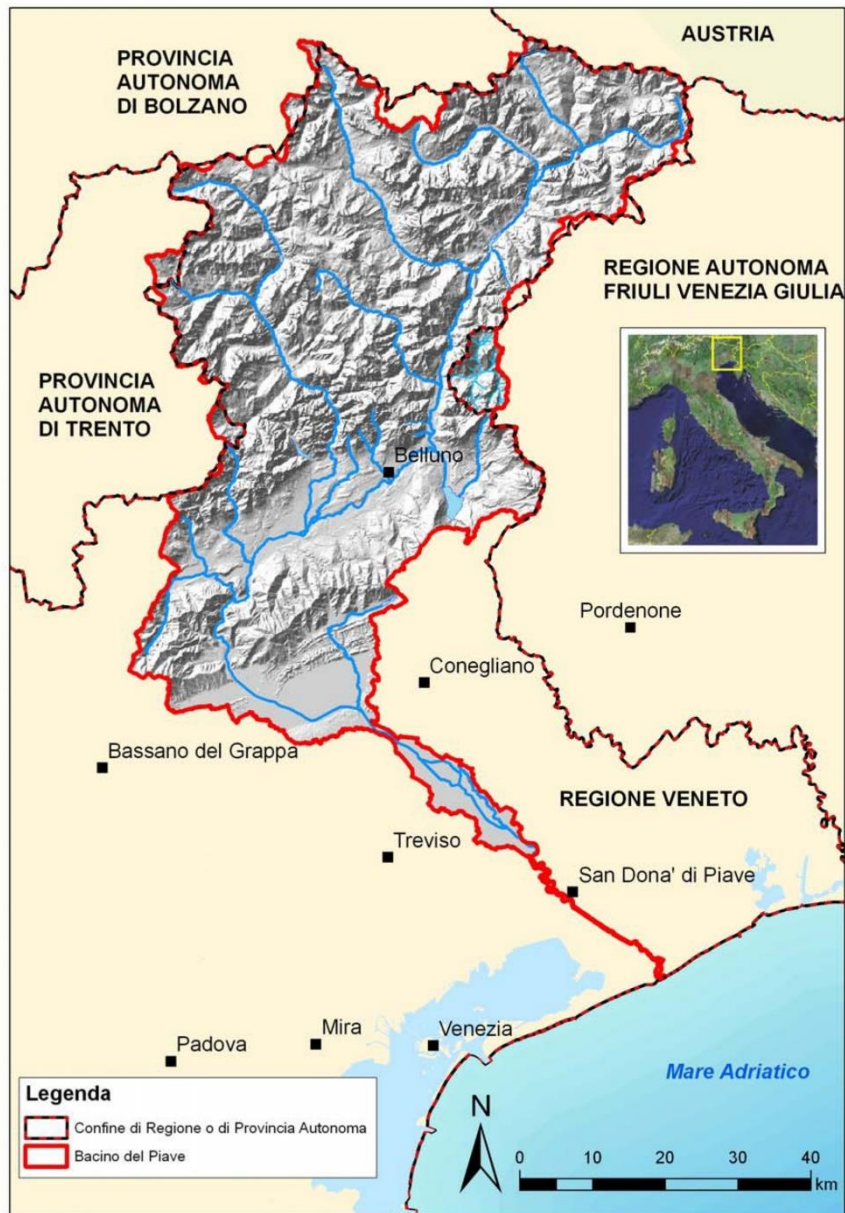 AUSTRIA
PROVINCIA
AUTONOMA
DI BOLZANO
REGIONE AUTONOMA
FRIULI VENEZIA GIULIA
PROVINCIA
AUTONOMA
DI TRENTO
Belluno
Pordenone
Conegliano
Bassano del Grappa
REGIONE VENETO
Treviso
San Dona' di Piave
Mira
Venezia
Padova
Mare Adriatico
Legenda
Confine di Regione o di Provincia Autonoma
Bacino del Piave
N
0 10 20 30 40
km